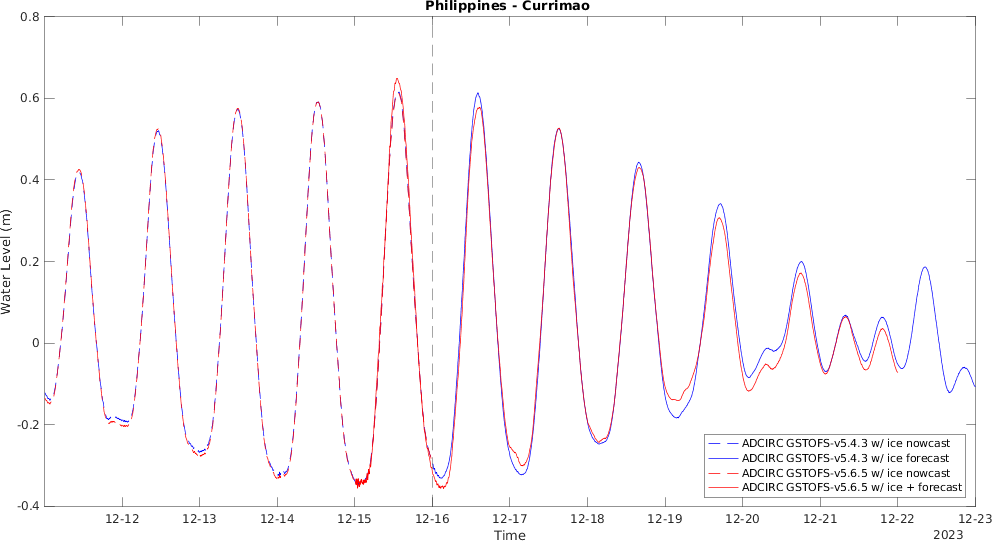 Philippines - Currimao
0.8
0.6
0.4
0.2
0
-0.2
-0.4
Water Level (m)
ADCIRC GSTOFS-v5.4.3 w/ ice nowcast
ADCIRC GSTOFS-v5.4.3 w/ ice forecast
ADCIRC GSTOFS-v5.6.5 w/ ice nowcast
ADCIRC GSTOFS-v5.6.5 w/ ice + forecast
12-12 12-13 12-14 12-15 12-16 12-17 12-18 12-19 12-20 12-21 12-22 12-23
Time
2023